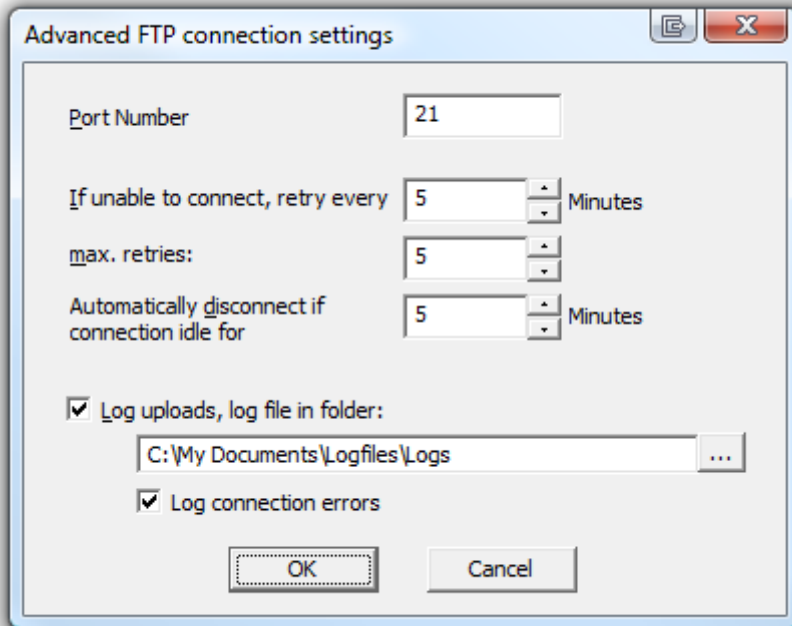 Advanced FTP connection settings
Port Number 21
If unable to connect, retry every 5 Minutes
max. retries: 5
Automatically disconnect if
connection idle for 5 Minutes
Log uploads, log file in folder:
C:\My Documents\Logfiles\Logs ...
Log connection errors
OK Cancel